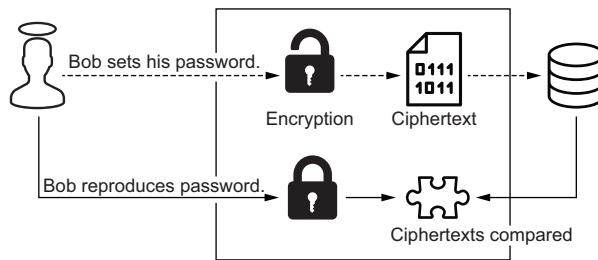 Bob sets his password.
0111
1011
Encryption
Ciphertext
Bob reproduces password.
Ciphertexts compared